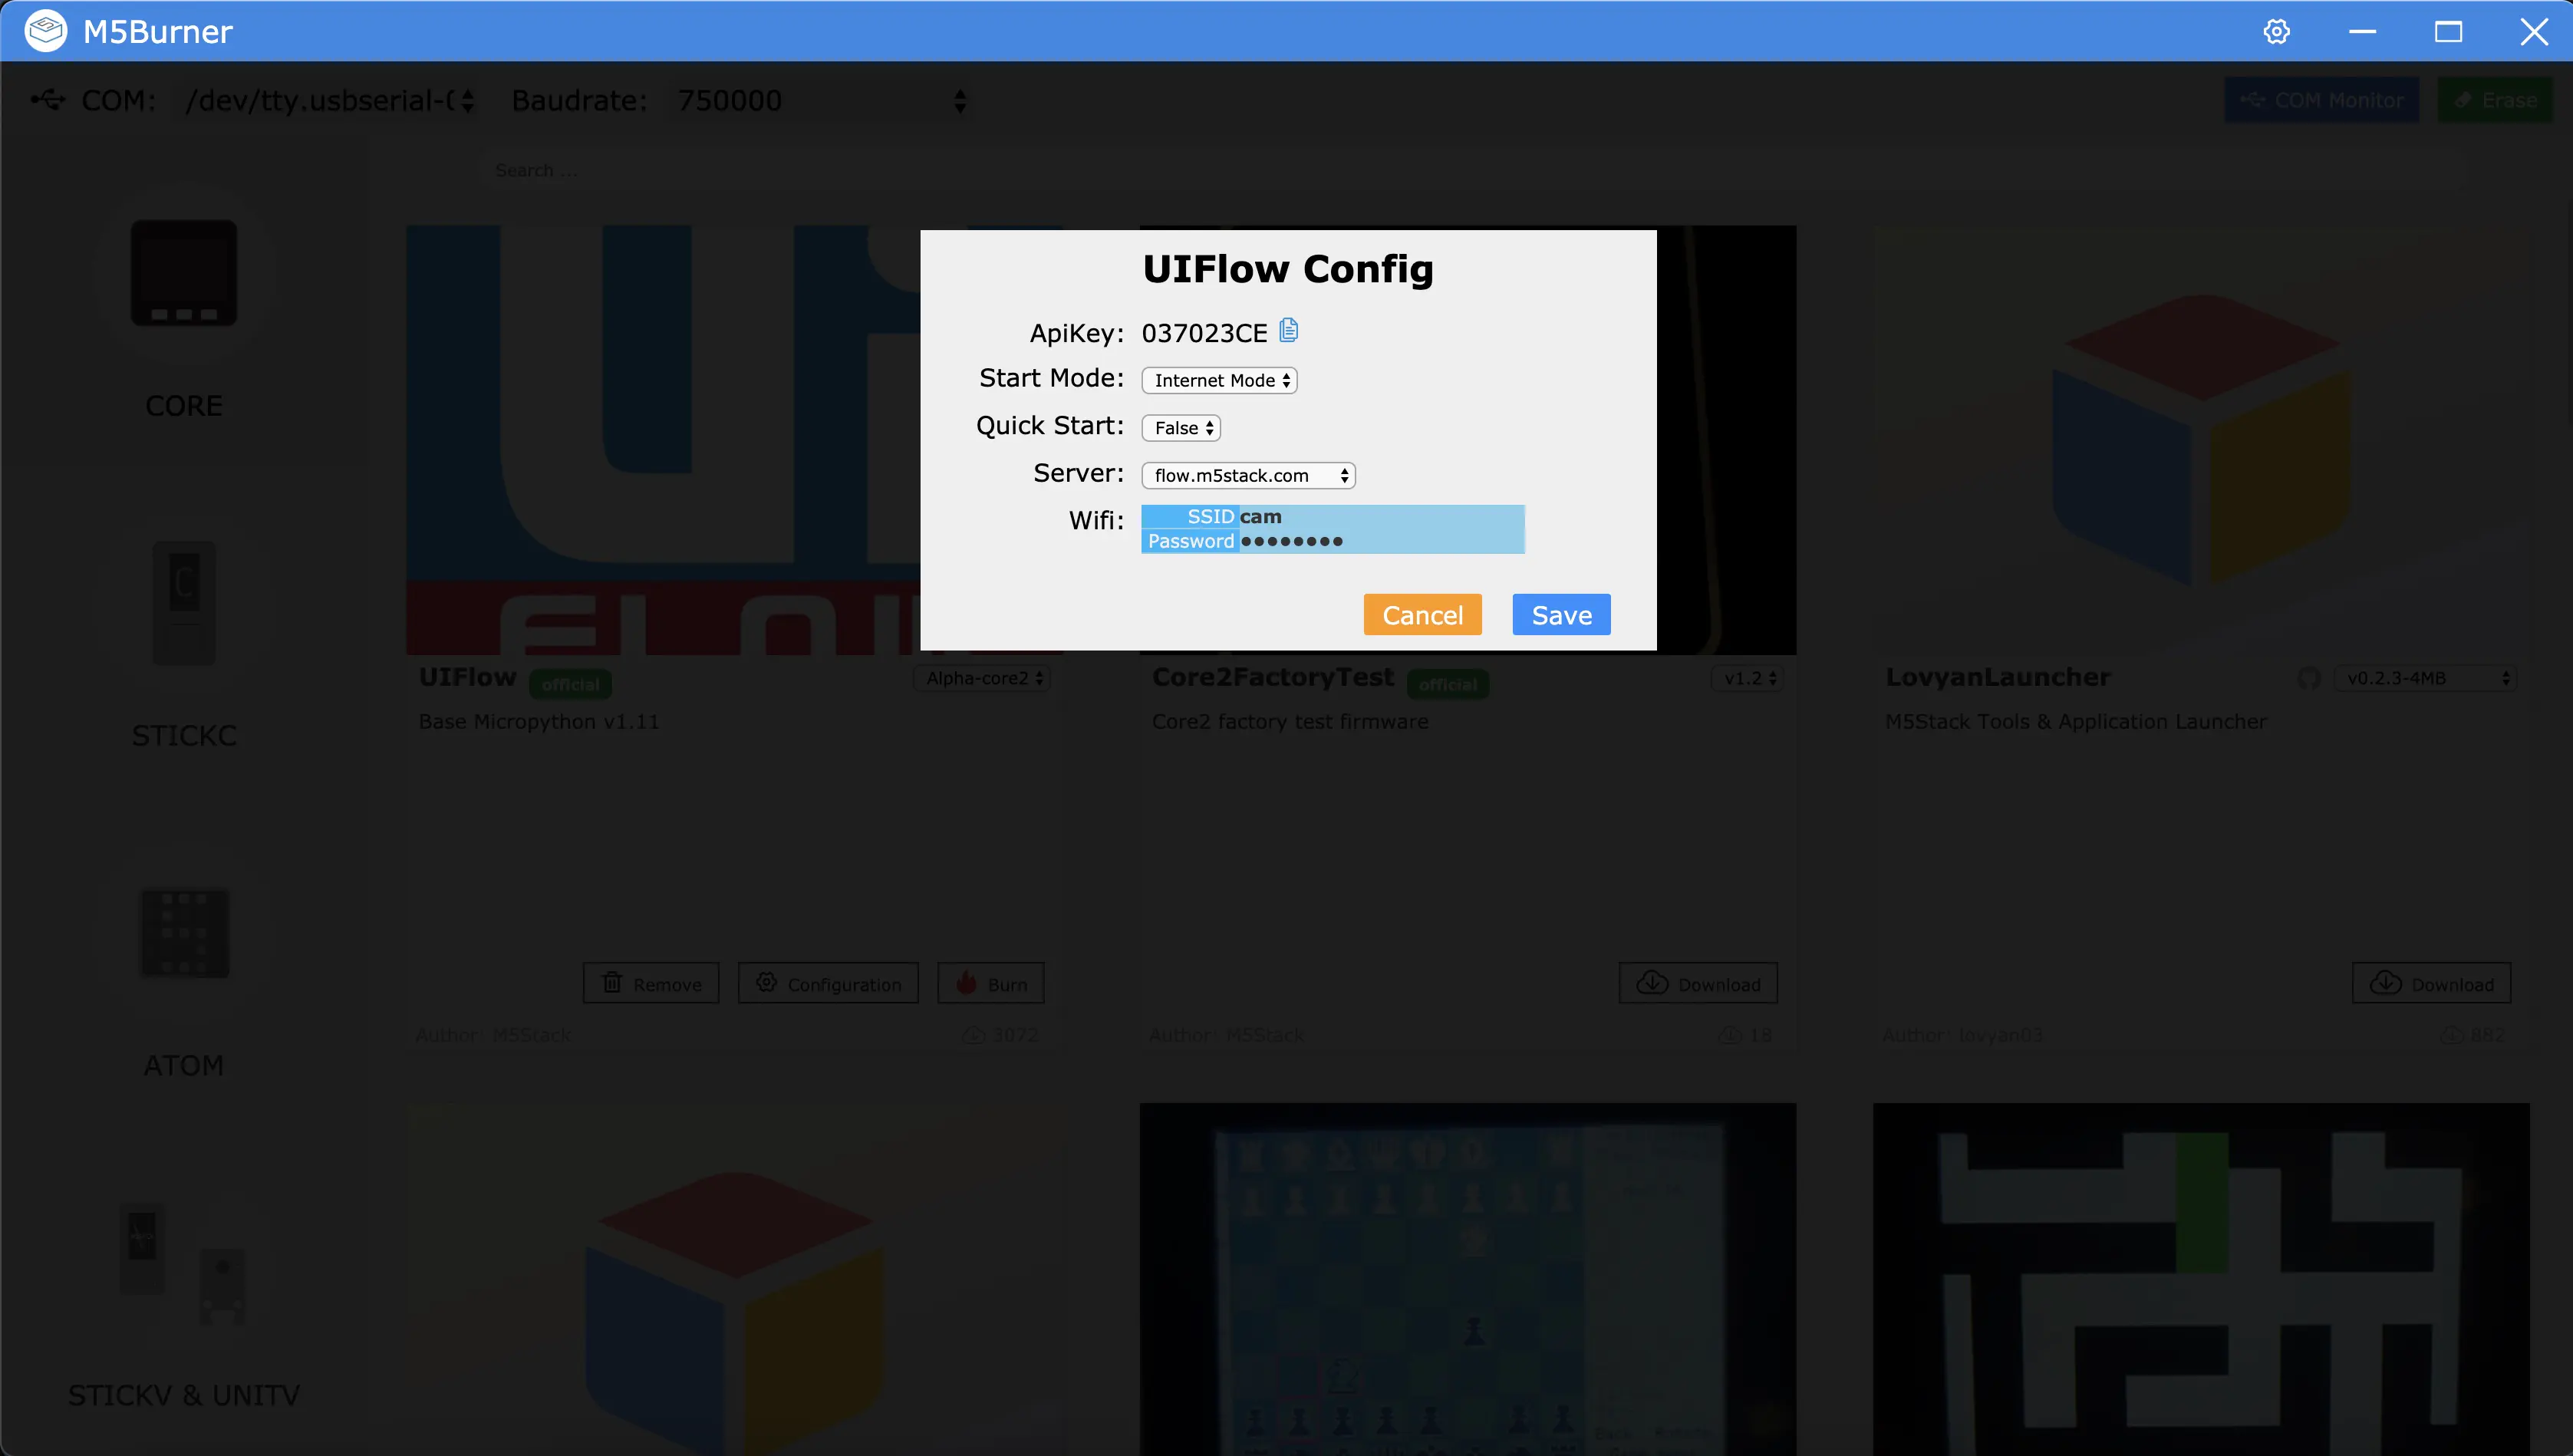 M5Burner
COM: /dev/tty.usbserial-( Baudrate: 750000 COM Monitor Erase
Search ...
CORE
STICKC
ATOM
STICKV & UNITV
UIFlow Config
ApiKey: 037023CE
Start Mode: Internet Mode
Quick Start: False
Server: flow.m5stack.com
Wifi: SSID cam
Password ●●●●●●●●
Cancel Save
UIFlow official Alpha-core2
Base Micropython v1.11
Remove Configuration Burn
Author: M5Stack 3072
Core2FactoryTest official v1.2
Core2 factory test firmware
Download
Author: M5Stack 18
LovyanLauncher v0.2.3-4MB
M5Stack Tools & Application Launcher
Download
Author: lovyan03 882